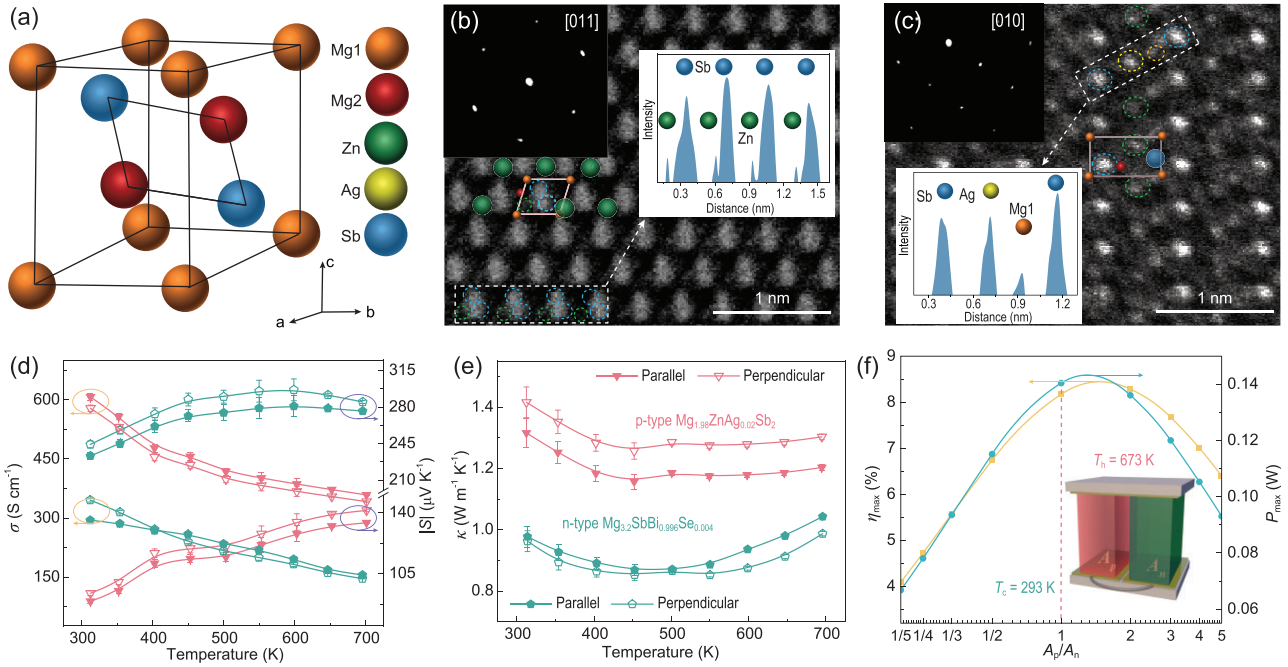 (a)
Mg1
Mg2
Zn
Ag
Sb
c
a
b
(b)
[011]
Sb
Zn
Intensity
0.3 0.6 0.9 1.2 1.5
Distance (nm)
1 nm
(c)
[010]
Sb
Ag
Mg1
Intensity
0.3 0.6 0.9 1.2
Distance (nm)
1 nm
(d)
600
450
300
150
σ (S cm⁻¹)
315
280
245
210
140
105
|S| (μV K⁻¹)
300 400 500 600 700
Temperature (K)
(e)
Parallel Perpendicular
p-type Mg₁.₉₈ZnAg₀.₀₂Sb₂
n-type Mg₃.₂SbBi₀.₉₉₆Se₀.₀₀₄
Parallel Perpendicular
1.4
1.2
1.0
0.8
κ (W m⁻¹ K⁻¹)
300 400 500 600 700
Temperature (K)
(f)
9
8
7
6
5
4
ηmax (%)
0.14
0.12
0.10
0.08
0.06
Pmax (W)
Th = 673 K
Tc = 293 K
1/5 1/4 1/3 1/2 1 2 3 4 5
Ap/An